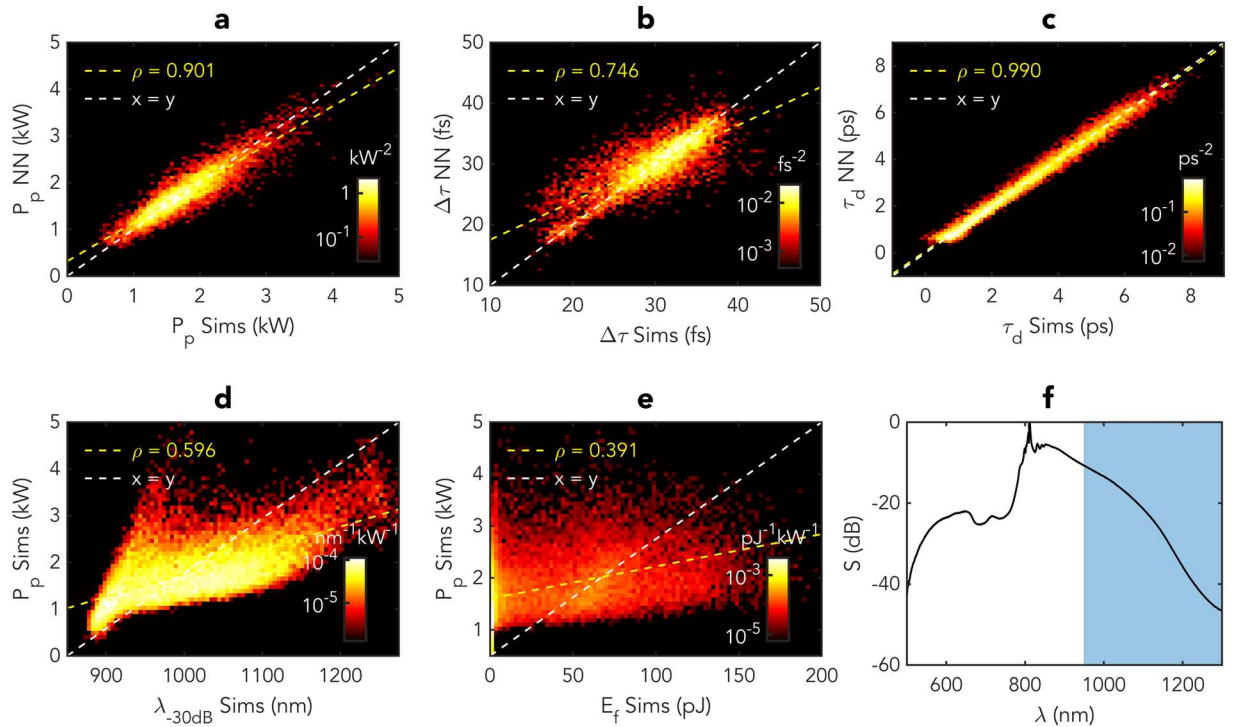 a
5
4
3
2
1
0
P_p NN (kW)
ρ = 0.901
x = y
kW^-2
1
10^-1
0 1 2 3 4 5
P_p Sims (kW)
b
50
40
30
20
10
Δτ NN (fs)
ρ = 0.746
x = y
fs^-2
10^-2
10^-3
10 20 30 40 50
Δτ Sims (fs)
c
8
6
4
2
0
τ_d NN (ps)
ρ = 0.990
x = y
ps^-2
10^-1
10^-2
0 2 4 6 8
τ_d Sims (ps)
d
5
4
3
2
1
0
P_p Sims (kW)
ρ = 0.596
x = y
nm^-1kW^-1
10^-4
10^-5
900 1000 1100 1200
λ_-30dB Sims (nm)
e
5
4
3
2
1
P_p Sims (kW)
ρ = 0.391
x = y
pJ^-1kW^-1
10^-3
10^-5
0 50 100 150 200
E_f Sims (pJ)
f
0
-20
-40
-60
S (dB)
600 800 1000 1200
λ (nm)